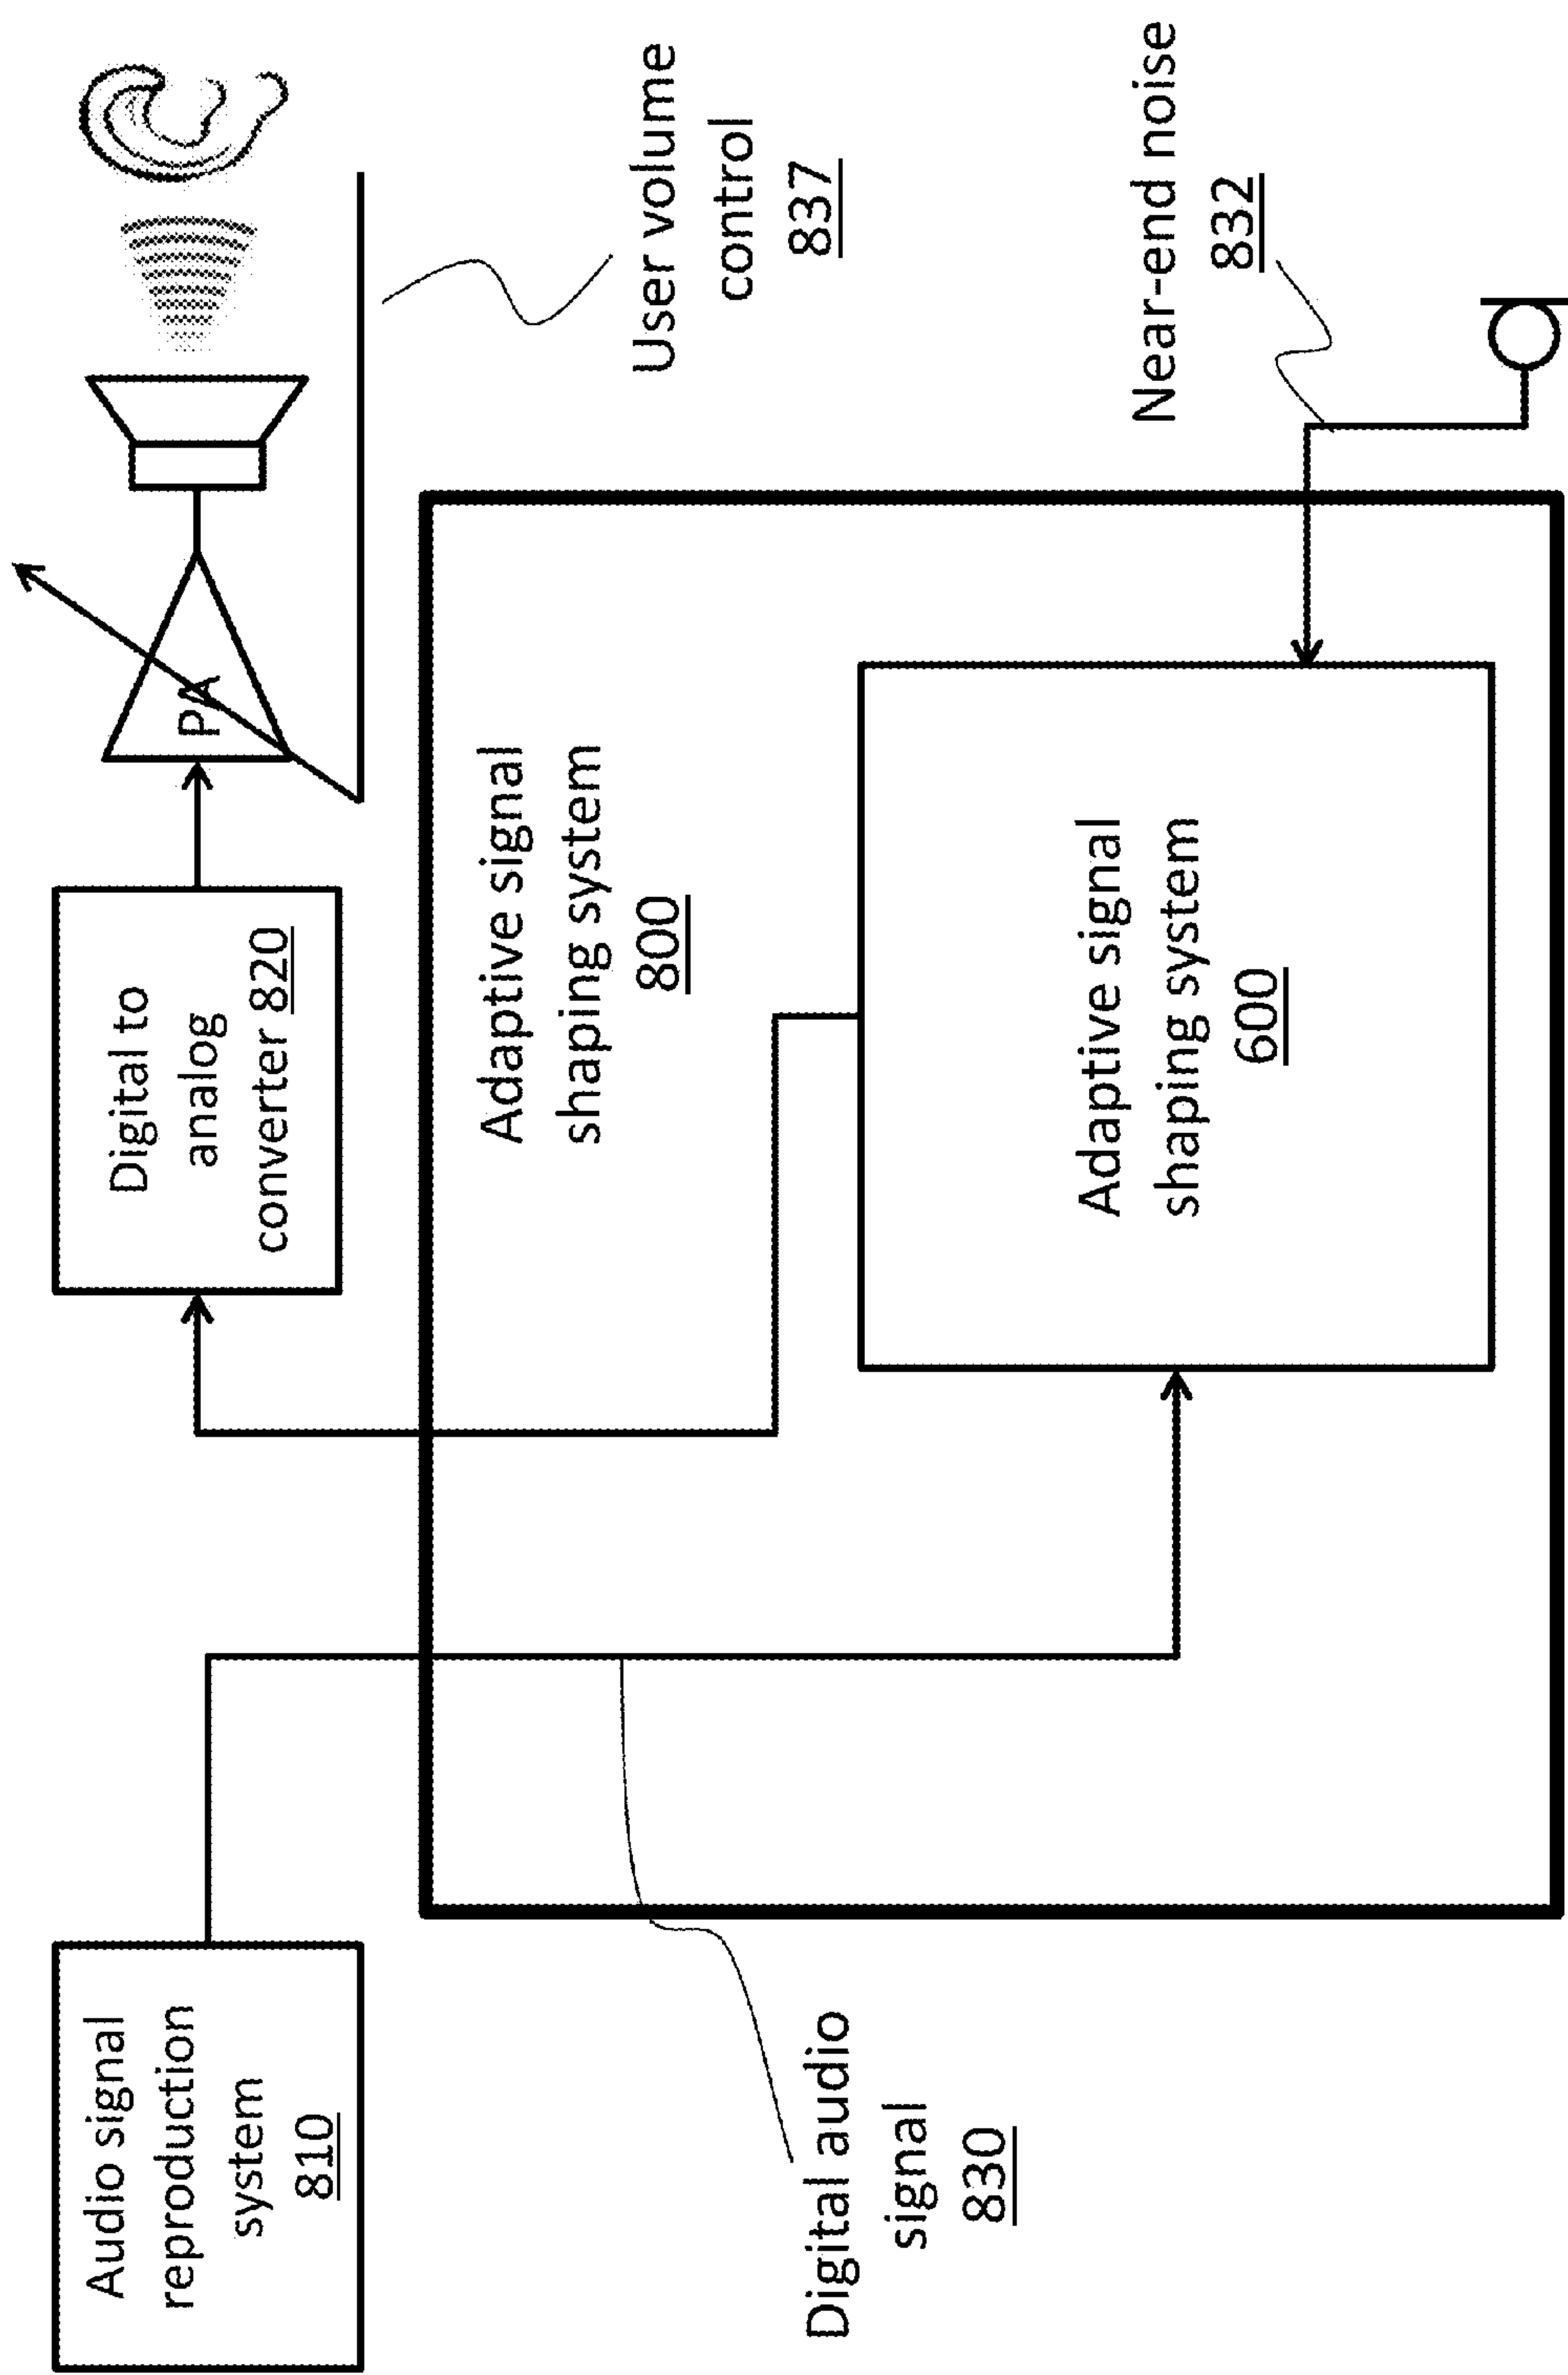 Audio signal
reproduction
system
810
Digital to
analog
converter 820
PA
User volume
control
837
Adaptive signal
shaping system
800
Digital audio
signal
830
Adaptive signal
shaping system
600
Near-end noise
832